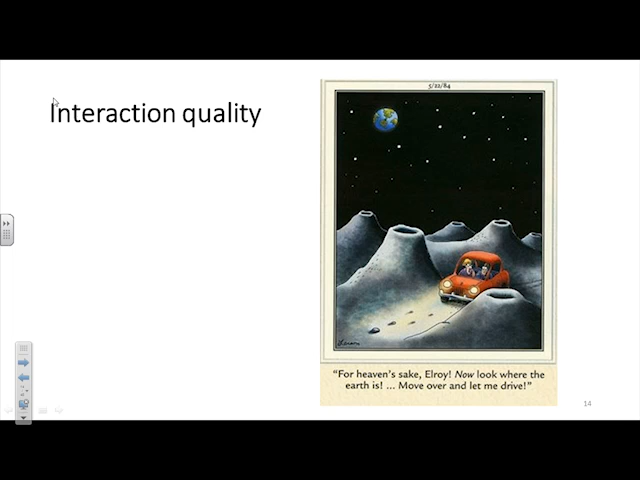 Interaction quality
5/22/84
Larson
"For heaven's sake, Elroy! Now look where the
earth is! ... Move over and let me drive!"
14